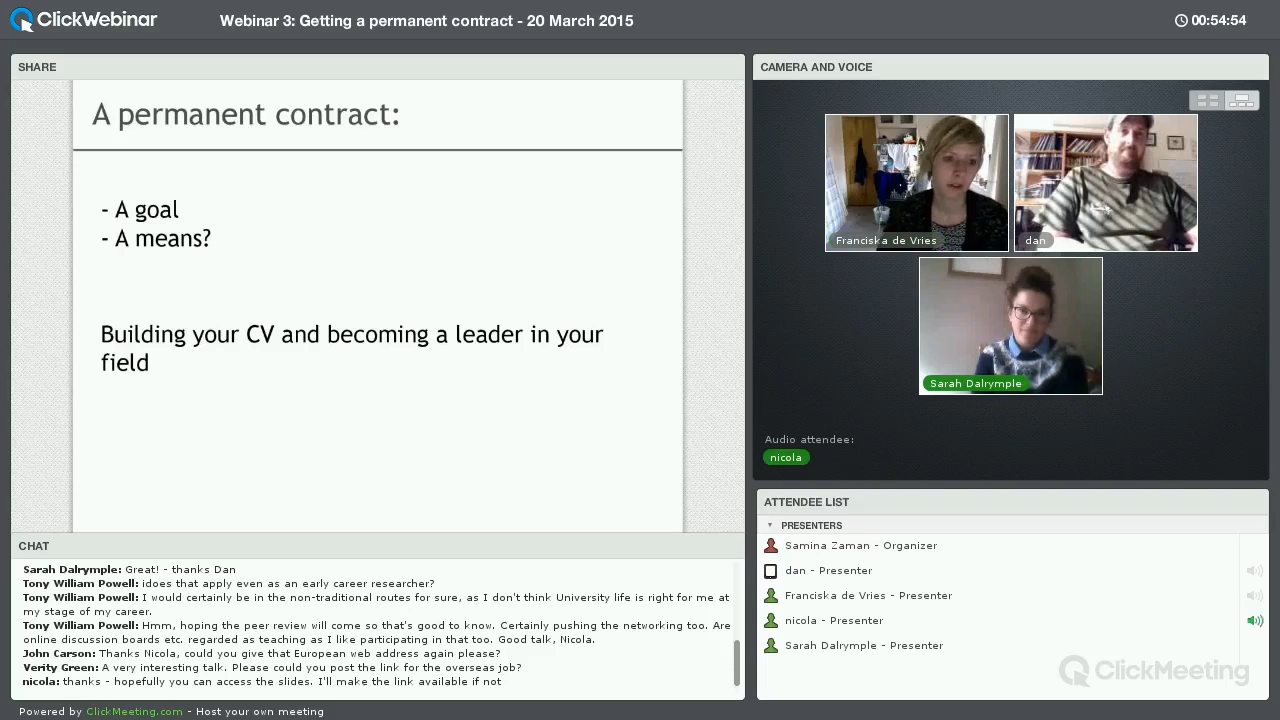 ClickWebinar
Webinar 3: Getting a permanent contract - 20 March 2015
00:54:54
SHARE
A permanent contract:
- A goal
- A means?
Building your CV and becoming a leader in your
field
CAMERA AND VOICE
Franciska de Vries
dan
Sarah Dalrymple
Audio attendee:
nicola
CHAT
Sarah Dalrymple: Great! - thanks Dan
Tony William Powell: idoes that apply even as an early career researcher?
Tony William Powell: I would certainly be in the non-traditional routes for sure, as I don't think University life is right for me at
my stage of my career.
Tony William Powell: Hmm, hoping the peer review will come so that's good to know. Certainly pushing the networking too. Are
online discussion boards etc. regarded as teaching as I like participating in that too. Good talk, Nicola.
John Carson: Thanks Nicola, could you give that European web address again please?
Verity Green: A very interesting talk. Please could you post the link for the overseas job?
nicola: thanks - hopefully you can access the slides. I'll make the link available if not
ATTENDEE LIST
PRESENTERS
Samina Zaman - Organizer
dan - Presenter
Franciska de Vries - Presenter
nicola - Presenter
Sarah Dalrymple - Presenter
ClickMeeting
Powered by ClickMeeting.com - Host your own meeting